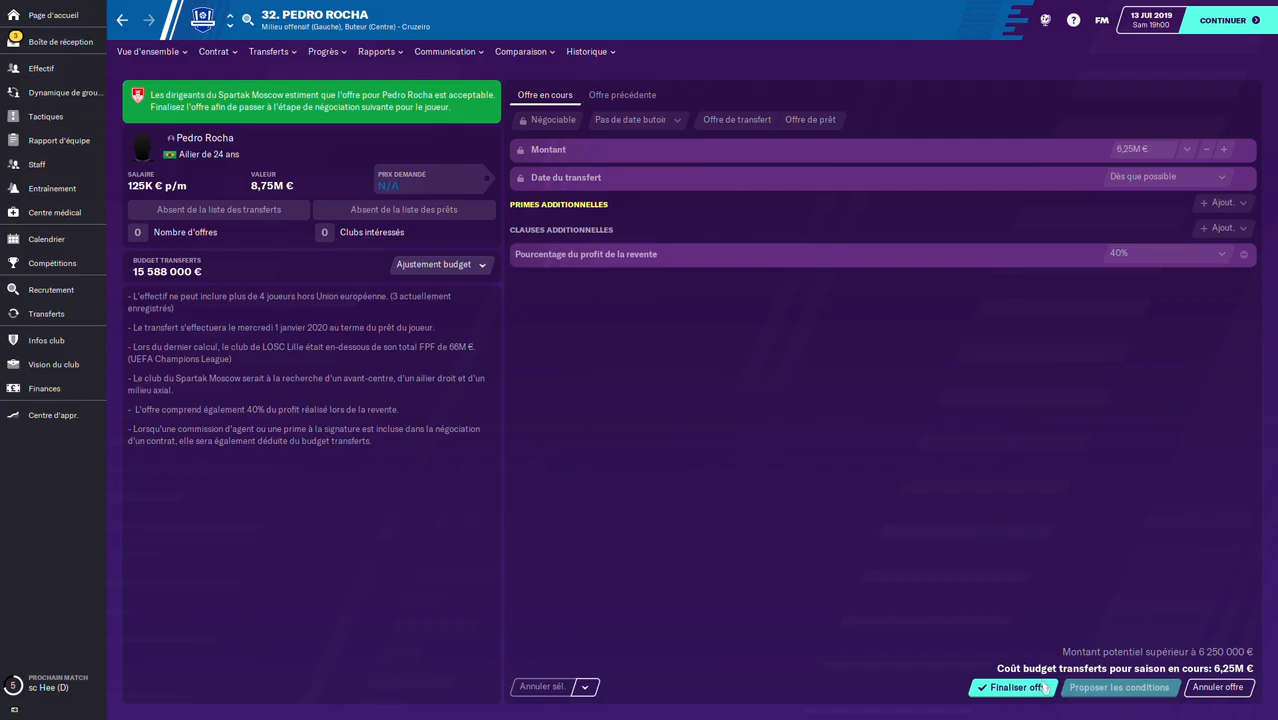 Page d'accueil
3
Boîte de réception
Effectif
Dynamique de grou...
Tactiques
Rapport d'équipe
Staff
Entraînement
Centre médical
Calendrier
Compétitions
Recrutement
Transferts
Infos club
Vision du club
Finances
Centre d'appr.
5
PROCHAIN MATCH
sc Hee (D)
32. PEDRO ROCHA
Milieu offensif (Gauche), Buteur (Centre) - Cruzeiro
?
FM
13 JUI 2019
Sam 19h00
CONTINUER
Vue d'ensemble
Contrat
Transferts
Progrès
Rapports
Communication
Comparaison
Historique
Les dirigeants du Spartak Moscow estiment que l'offre pour Pedro Rocha est acceptable.
Finalisez l'offre afin de passer à l'étape de négociation suivante pour le joueur.
Pedro Rocha
Ailier de 24 ans
SALAIRE
125K € p/m
VALEUR
8,75M €
PRIX DEMANDÉ
N/A
Absent de la liste des transferts
Absent de la liste des prêts
0 Nombre d'offres
0 Clubs intéressés
BUDGET TRANSFERTS
15 588 000 €
Ajustement budget
- L'effectif ne peut inclure plus de 4 joueurs hors Union européenne. (3 actuellement
enregistrés)
- Le transfert s'effectuera le mercredi 1 janvier 2020 au terme du prêt du joueur.
- Lors du dernier calcul, le club de LOSC Lille était en-dessous de son total FPF de 66M €.
(UEFA Champions League)
- Le club du Spartak Moscow serait à la recherche d'un avant-centre, d'un ailier droit et d'un
milieu axial.
- L'offre comprend également 40% du profit réalisé lors de la revente.
- Lorsqu'une commission d'agent ou une prime à la signature est incluse dans la négociation
d'un contrat, elle sera également déduite du budget transferts.
Offre en cours
Offre précédente
Négociable
Pas de date butoir
Offre de transfert
Offre de prêt
Montant
6,25M €
Date du transfert
Dès que possible
PRIMES ADDITIONNELLES
+ Ajout.
CLAUSES ADDITIONNELLES
+ Ajout.
Pourcentage du profit de la revente
40%
Montant potentiel supérieur à 6 250 000 €
Coût budget transferts pour saison en cours: 6,25M €
Annuler sél.
Finaliser off
Proposer les conditions
Annuler offre